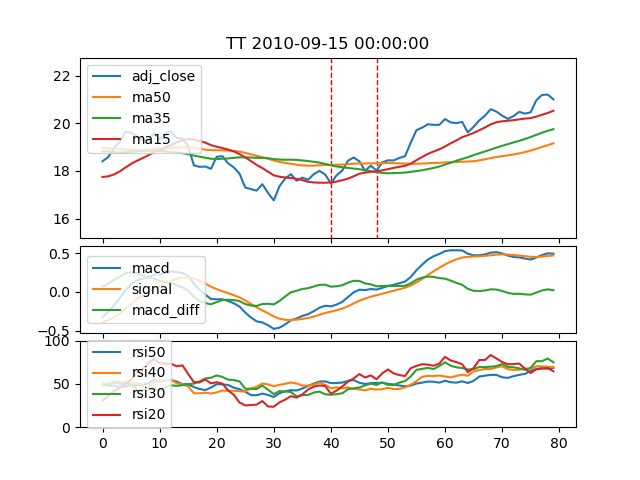 TT 2010-09-15 00:00:00
22
20
18
16
adj_close
ma50
ma35
ma15
0.5
0.0
−0.5
macd
signal
macd_diff
100
50
0
rsi50
rsi40
rsi30
rsi20
0 10 20 30 40 50 60 70 80